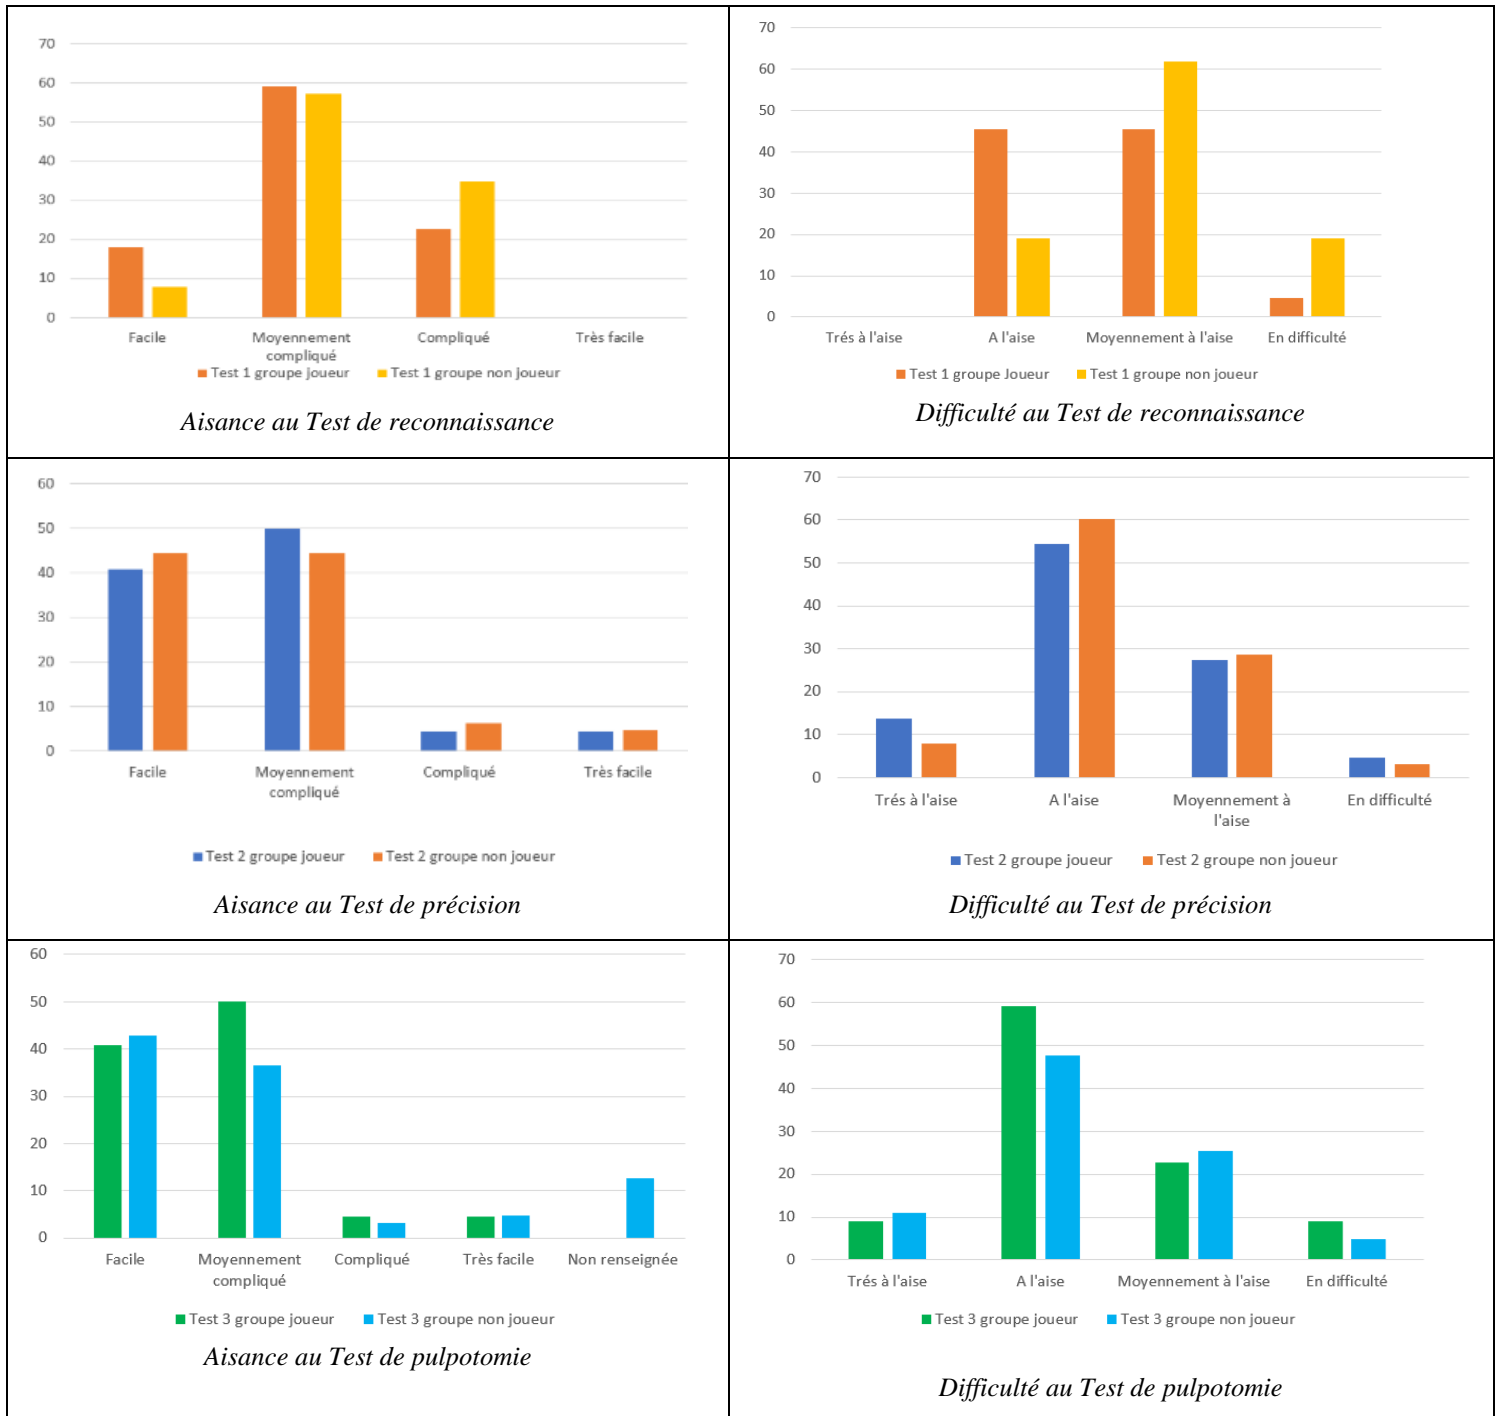 70
60
50
40
30
20
10
0
Facile
Moyennement compliqué
Compliqué
Très facile
Test 1 groupe joueur
Test 1 groupe non joueur
Aisance au Test de reconnaissance
70
60
50
40
30
20
10
0
Trés à l'aise
A l'aise
Moyennement à l'aise
En difficulté
Test 1 groupe Joueur
Test 1 groupe non joueur
Difficulté au Test de reconnaissance
60
50
40
30
20
10
0
Facile
Moyennement compliqué
Compliqué
Très facile
Test 2 groupe joueur
Test 2 groupe non joueur
Aisance au Test de précision
70
60
50
40
30
20
10
0
Trés à l'aise
A l'aise
Moyennement à l'aise
En difficulté
Test 2 groupe joueur
Test 2 groupe non joueur
Difficulté au Test de précision
60
50
40
30
20
10
0
Facile
Moyennement compliqué
Compliqué
Très facile
Non renseignée
Test 3 groupe joueur
Test 3 groupe non joueur
Aisance au Test de pulpotomie
70
60
50
40
30
20
10
0
Trés à l'aise
A l'aise
Moyennement à l'aise
En difficulté
Test 3 groupe joueur
Test 3 groupe non joueur
Difficulté au Test de pulpotomie